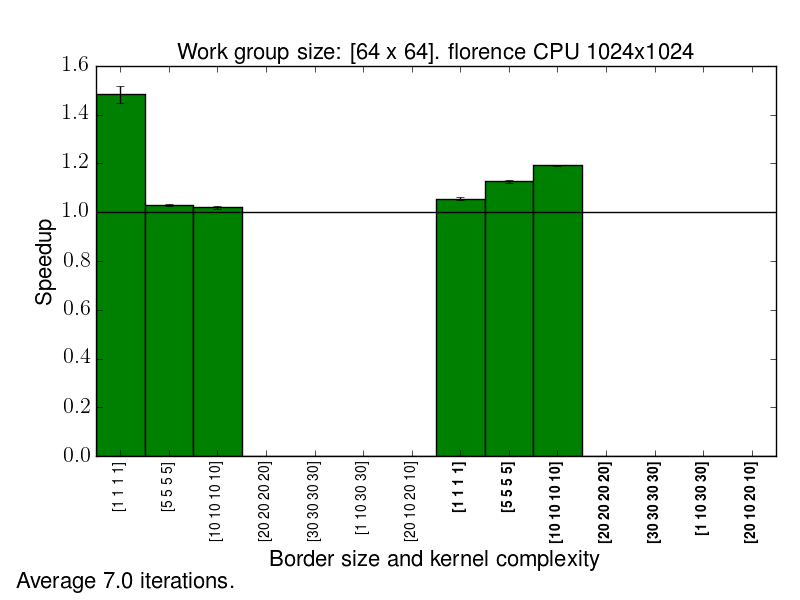 Work group size: [64 x 64]. florence CPU 1024x1024
1.6
1.4
1.2
1.0
0.8
0.6
0.4
0.2
0.0
Speedup
[1 1 1 1]
[5 5 5 5]
[10 10 10 10]
[20 20 20 20]
[30 30 30 30]
[1 10 30 30]
[20 10 20 10]
[1 1 1 1]
[5 5 5 5]
[10 10 10 10]
[20 20 20 20]
[30 30 30 30]
[1 10 30 30]
[20 10 20 10]
Border size and kernel complexity
Average 7.0 iterations.